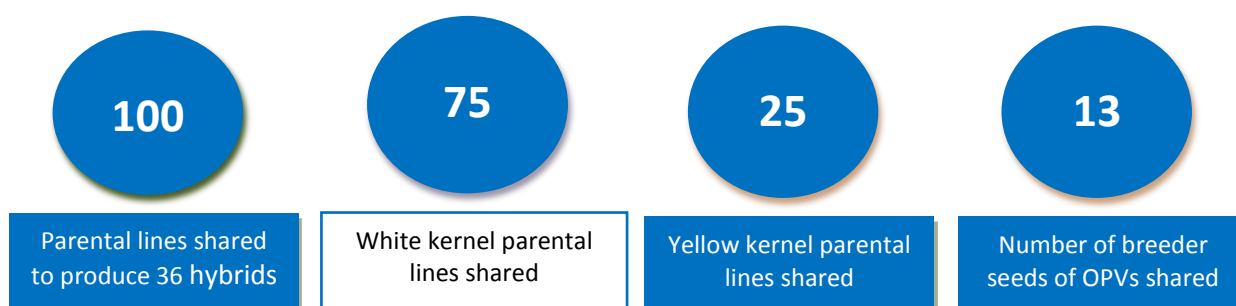 100
Parental lines shared
to produce 36 hybrids
75
White kernel parental
lines shared
25
Yellow kernel parental
lines shared
13
Number of breeder
seeds of OPVs shared